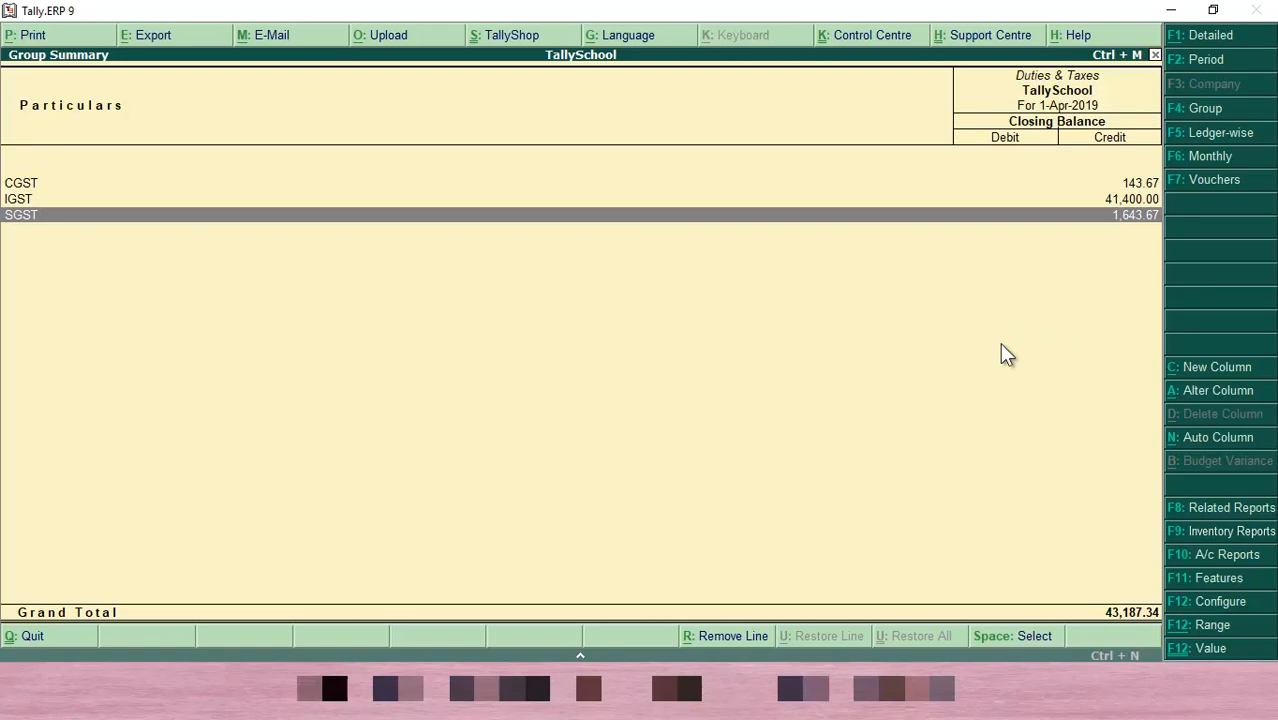 Tally.ERP 9
P: Print E: Export M: E-Mail O: Upload S: TallyShop G: Language K: Keyboard K: Control Centre H: Support Centre H: Help
Group Summary TallySchool Ctrl + M
Particulars
Duties & Taxes
TallySchool
For 1-Apr-2019
Closing Balance
Debit Credit
CGST 143.67
IGST 41,400.00
SGST 1,643.67
Grand Total 43,187.34
Q: Quit R: Remove Line U: Restore Line U: Restore All Space: Select
Ctrl + N
F1: Detailed
F2: Period
F3: Company
F4: Group
F5: Ledger-wise
F6: Monthly
F7: Vouchers
C: New Column
A: Alter Column
D: Delete Column
N: Auto Column
B: Budget Variance
F8: Related Reports
F9: Inventory Reports
F10: A/c Reports
F11: Features
F12: Configure
F12: Range
F12: Value